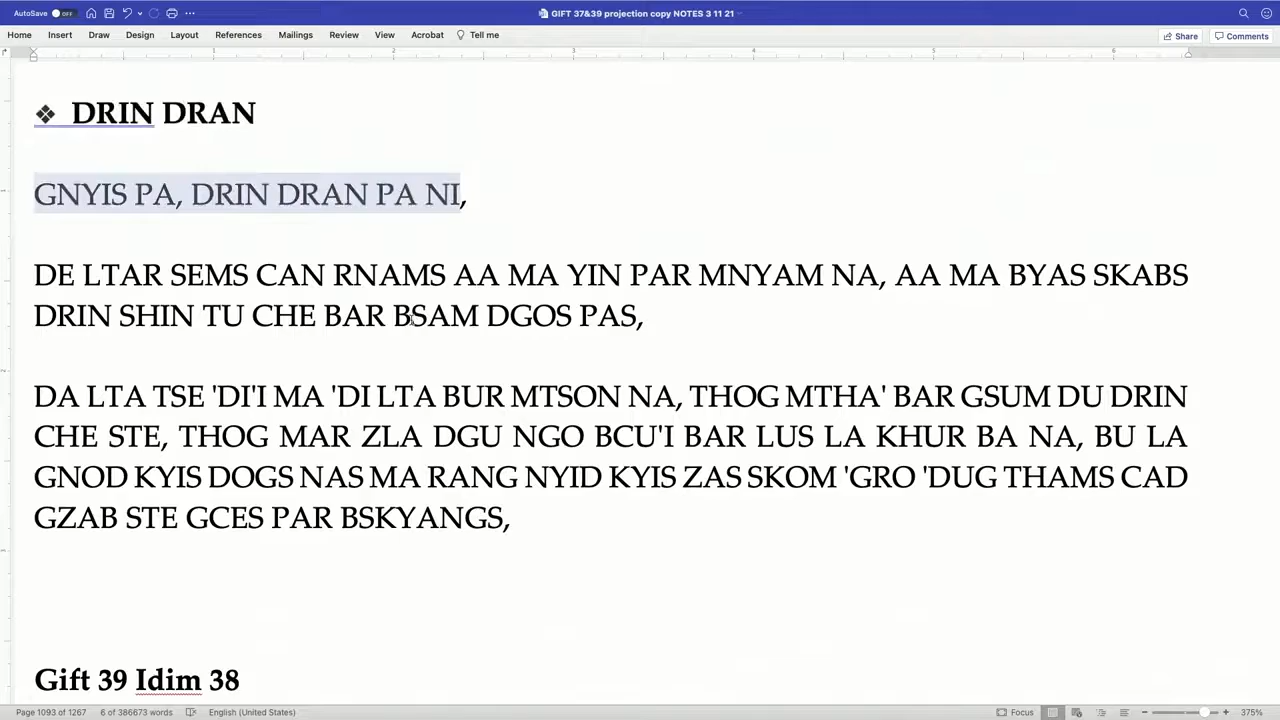 AutoSave OFF GIFT 37&39 projection copy NOTES 3 11 21
Home Insert Draw Design Layout References Mailings Review View Acrobat Tell me Share Comments
1 2 3 4 5 6
❖ DRIN DRAN
GNYIS PA, DRIN DRAN PA NI,
DE LTAR SEMS CAN RNAMS AA MA YIN PAR MNYAM NA, AA MA BYAS SKABS
DRIN SHIN TU CHE BAR BSAM DGOS PAS,
DA LTA TSE 'DI'I MA 'DI LTA BUR MTSON NA, THOG MTHA' BAR GSUM DU DRIN
CHE STE, THOG MAR ZLA DGU NGO BCU'I BAR LUS LA KHUR BA NA, BU LA
GNOD KYIS DOGS NAS MA RANG NYID KYIS ZAS SKOM 'GRO 'DUG THAMS CAD
GZAB STE GCES PAR BSKYANGS,
Gift 39 Idim 38
Page 1093 of 1267 6 of 386673 words English (United States) Focus 375%